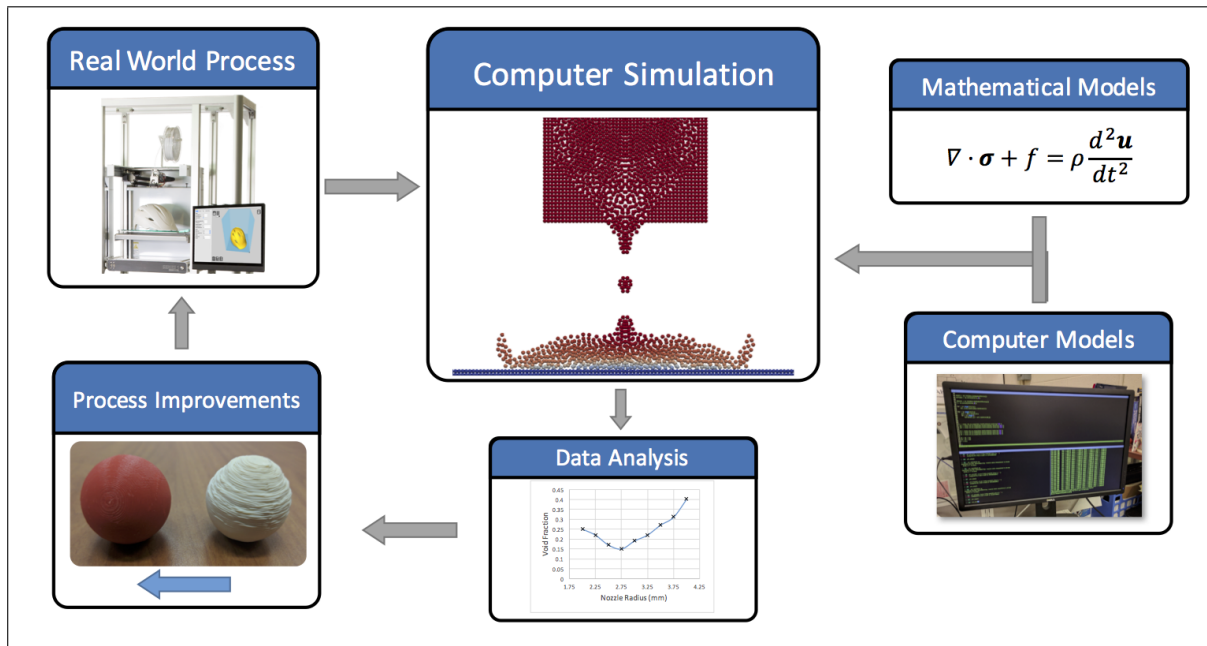 Real World Process
Computer Simulation
Mathematical Models
∇ · σ + f = ρ d²u/dt²
Computer Models
Process Improvements
Data Analysis
0.45
0.4
0.35
0.3
0.25
0.2
0.15
0.1
0.05
0
Void Fraction
1.75 2.25 2.75 3.25 3.75 4.25
Nozzle Radius (mm)